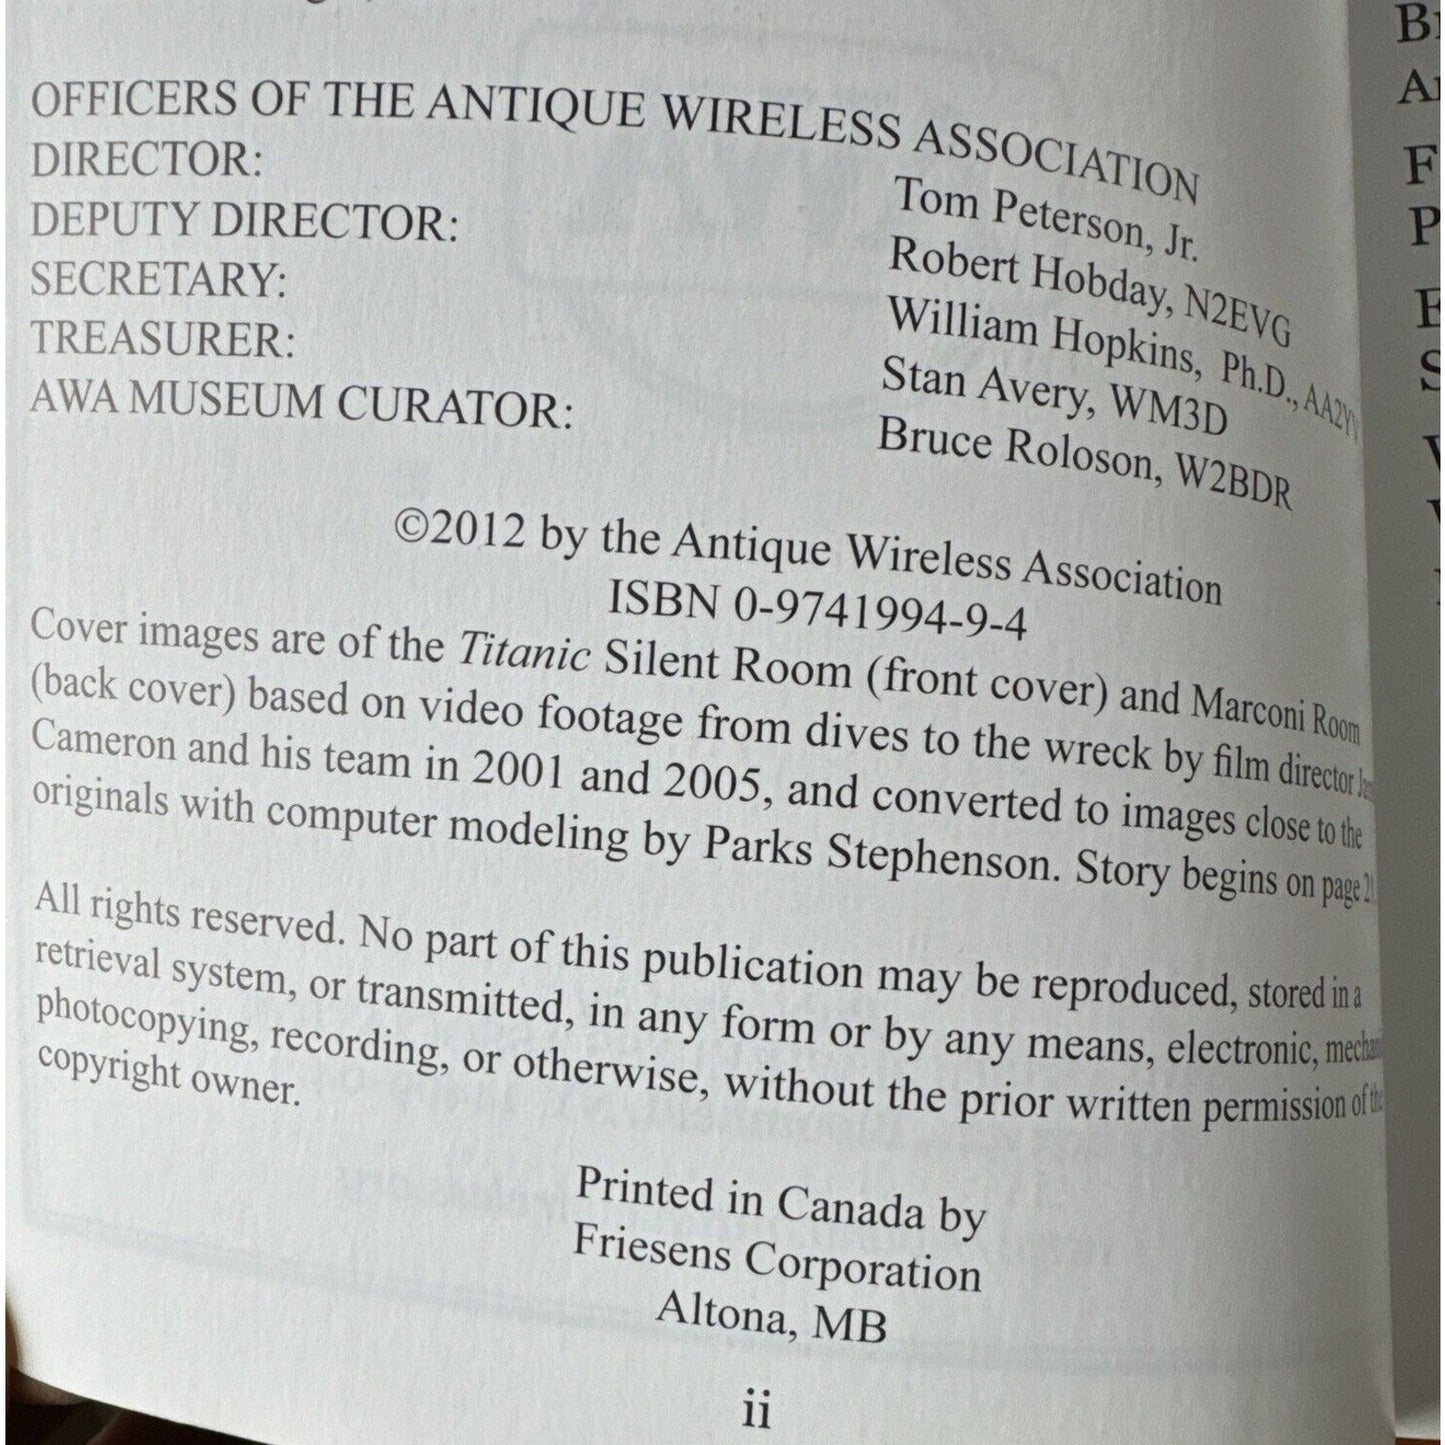 OFFICERS OF THE ANTIQUE WIRELESS ASSOCIATION
DIRECTOR: Tom Peterson, Jr.
DEPUTY DIRECTOR: Robert Hobday, N2EVG
SECRETARY: William Hopkins, Ph.D.,
TREASURER: Stan Avery, WM3D
AWA MUSEUM CURATOR: Bruce Roloson, W2BDR
©2012 by the Antique Wireless Association
ISBN 0-9741994-9-4
Cover images are of the Titanic Silent Room (front cover) and Marconi Room
(back cover) based on video footage from dives to the wreck by film director
Cameron and his team in 2001 and 2005, and converted to images close to the
originals with computer modeling by Parks Stephenson. Story begins on page
All rights reserved. No part of this publication may be reproduced, stored in a
retrieval system, or transmitted, in any form or by any means, electronic,
photocopying, recording, or otherwise, without the prior written permission of the
copyright owner.
Printed in Canada by
Friesens Corporation
Altona, MB
ii